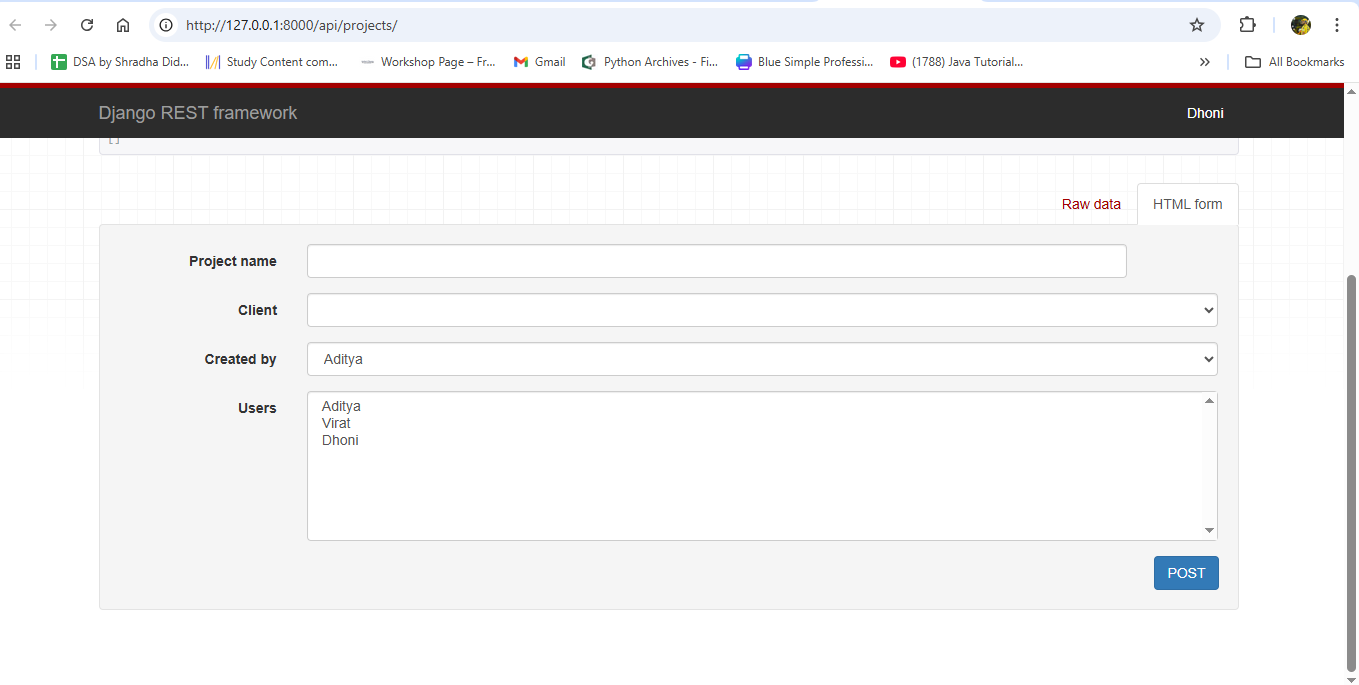 http://127.0.0.1:8000/api/projects/
DSA by Shradha Did... Study Content com... Workshop Page – Fr... Gmail Python Archives - Fi... Blue Simple Professi... (1788) Java Tutorial... » All Bookmarks
Django REST framework Dhoni
[]
Raw data HTML form
Project name
Client
Created by Aditya
Users Aditya
Virat
Dhoni
POST